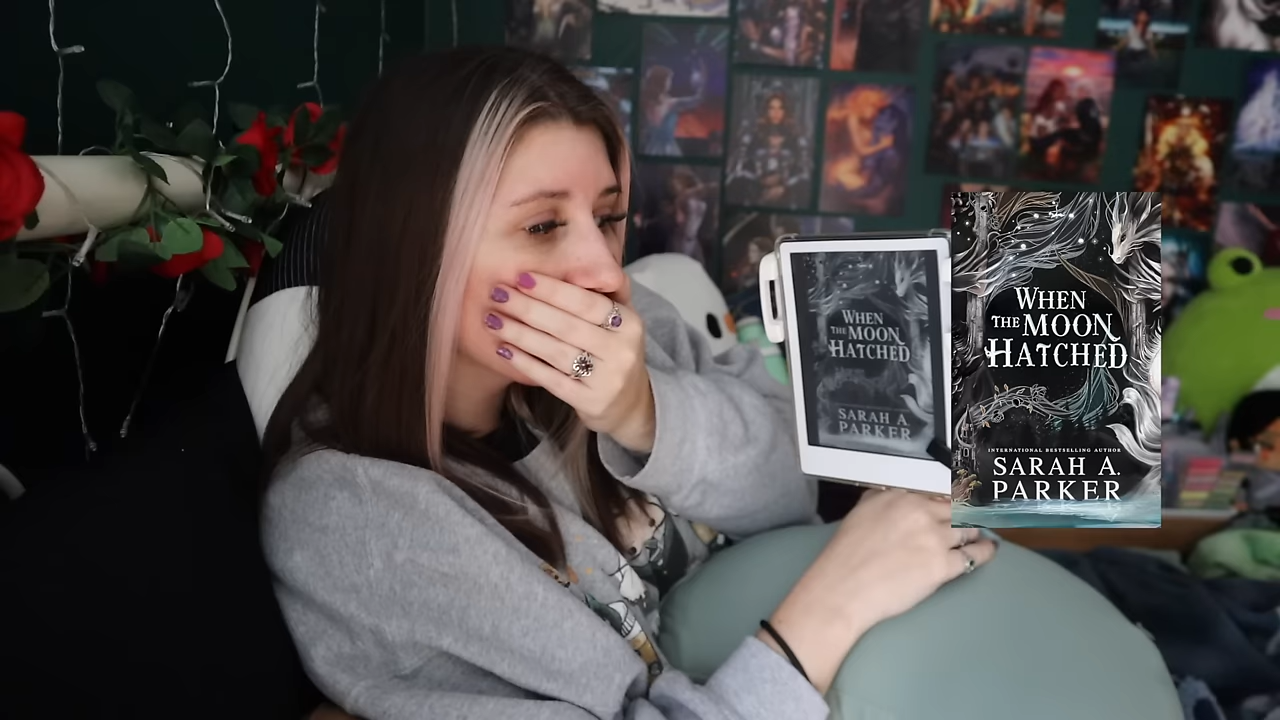 WHEN
THE MOON
HATCHED
SARAH A
PARKER
WHEN
THE MOON
HATCHED
INTERNATIONAL BESTSELLING AUTHOR
SARAH A.
PARKER